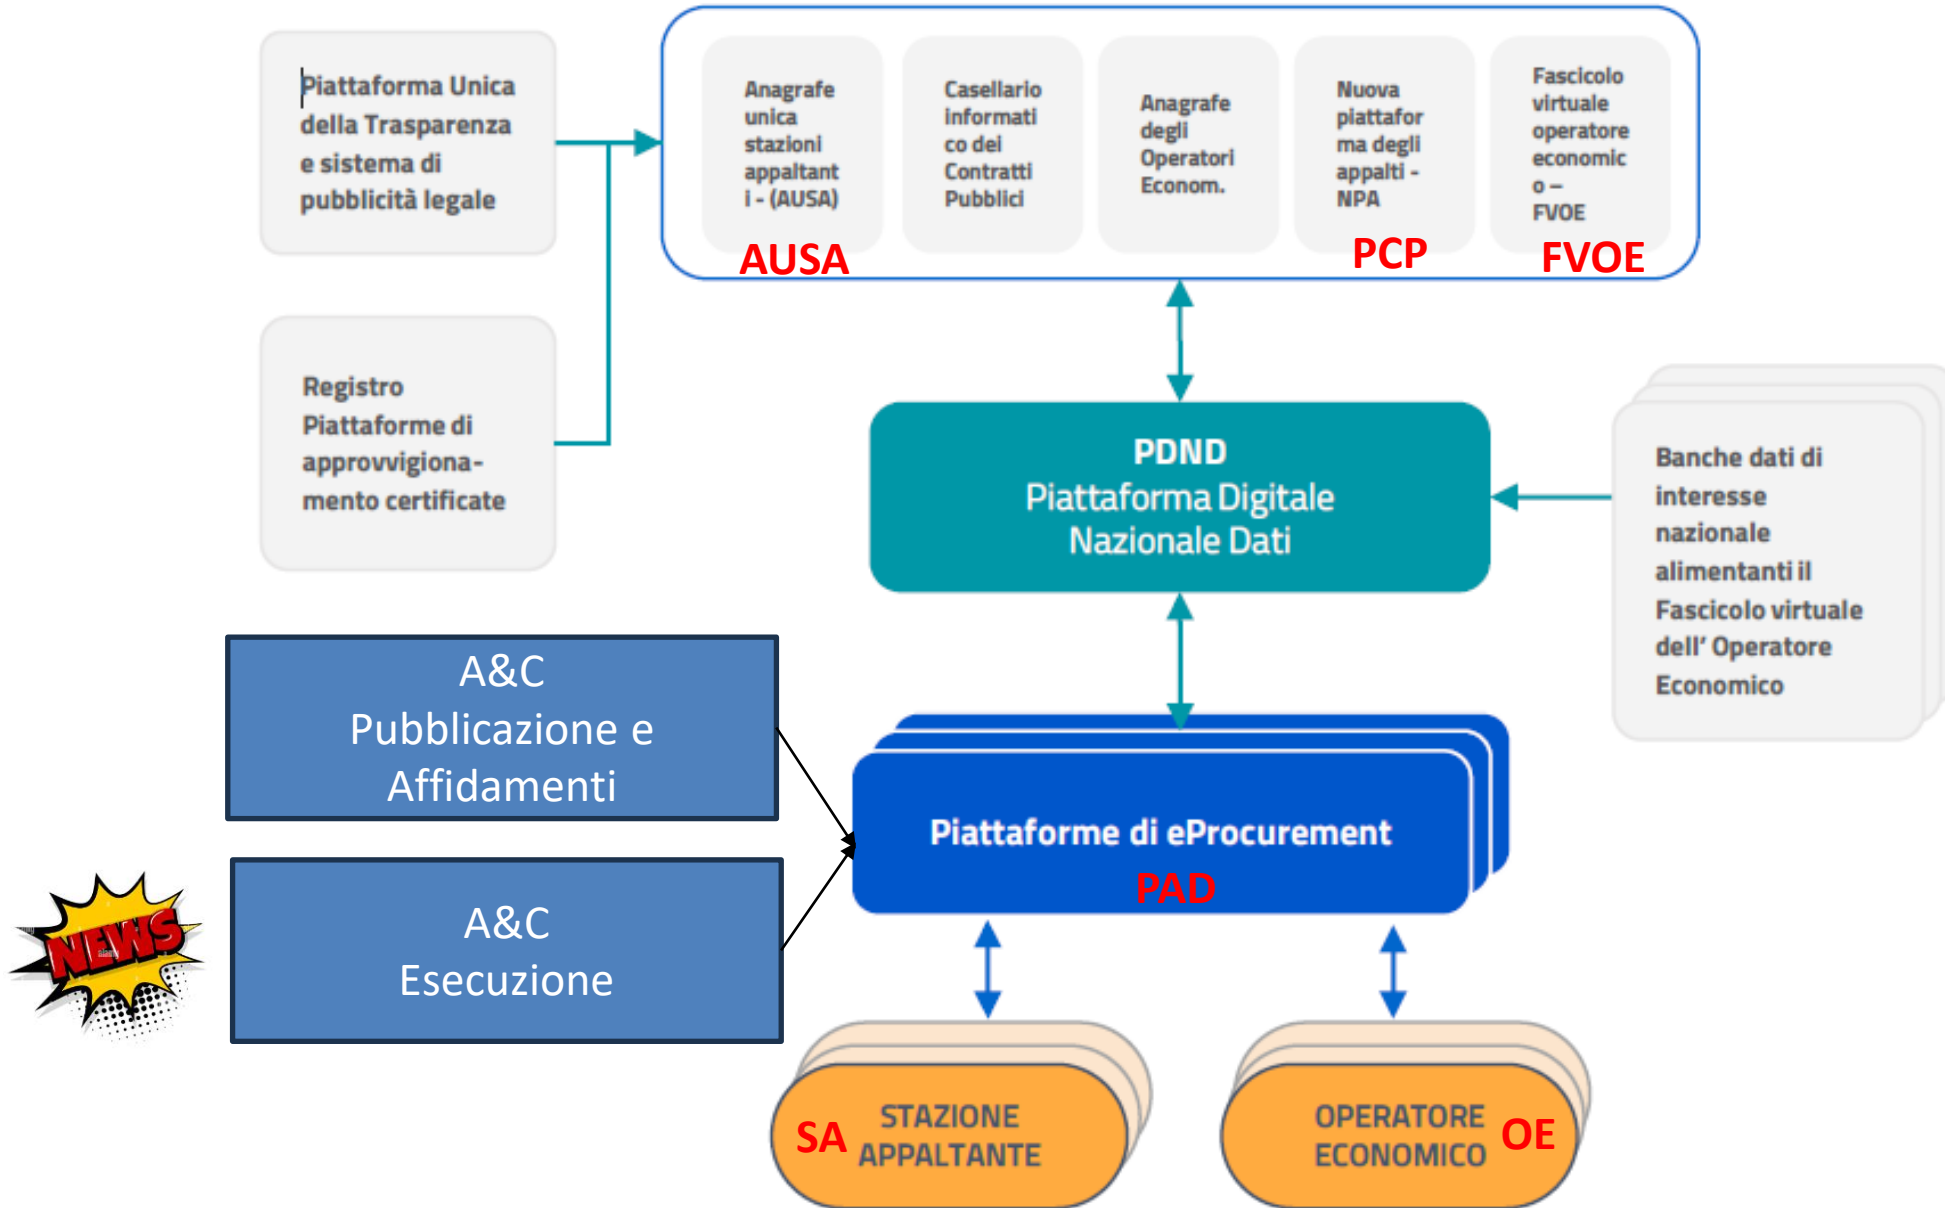 Piattaforma Unica
della Trasparenza
e sistema di
pubblicità legale
Anagrafe
unica
stazioni
appaltant
i - (AUSA)
AUSA
Casellario
informati
co dei
Contratti
Pubblici
Anagrafe
degli
Operatori
Econom.
Nuova
piattafor
ma degli
appalti -
NPA
PCP
Fascicolo
virtuale
operatore
economic
o –
FVOE
FVOE
Registro
Piattaforme di
approvvigiona-
mento certificate
PDND
Piattaforma Digitale
Nazionale Dati
Banche dati di
interesse
nazionale
alimentanti il
Fascicolo virtuale
dell' Operatore
Economico
A&C
Pubblicazione e
Affidamenti
Piattaforme di eProcurement
PAD
NEWS
A&C
Esecuzione
SA
STAZIONE
APPALTANTE
OPERATORE
ECONOMICO
OE